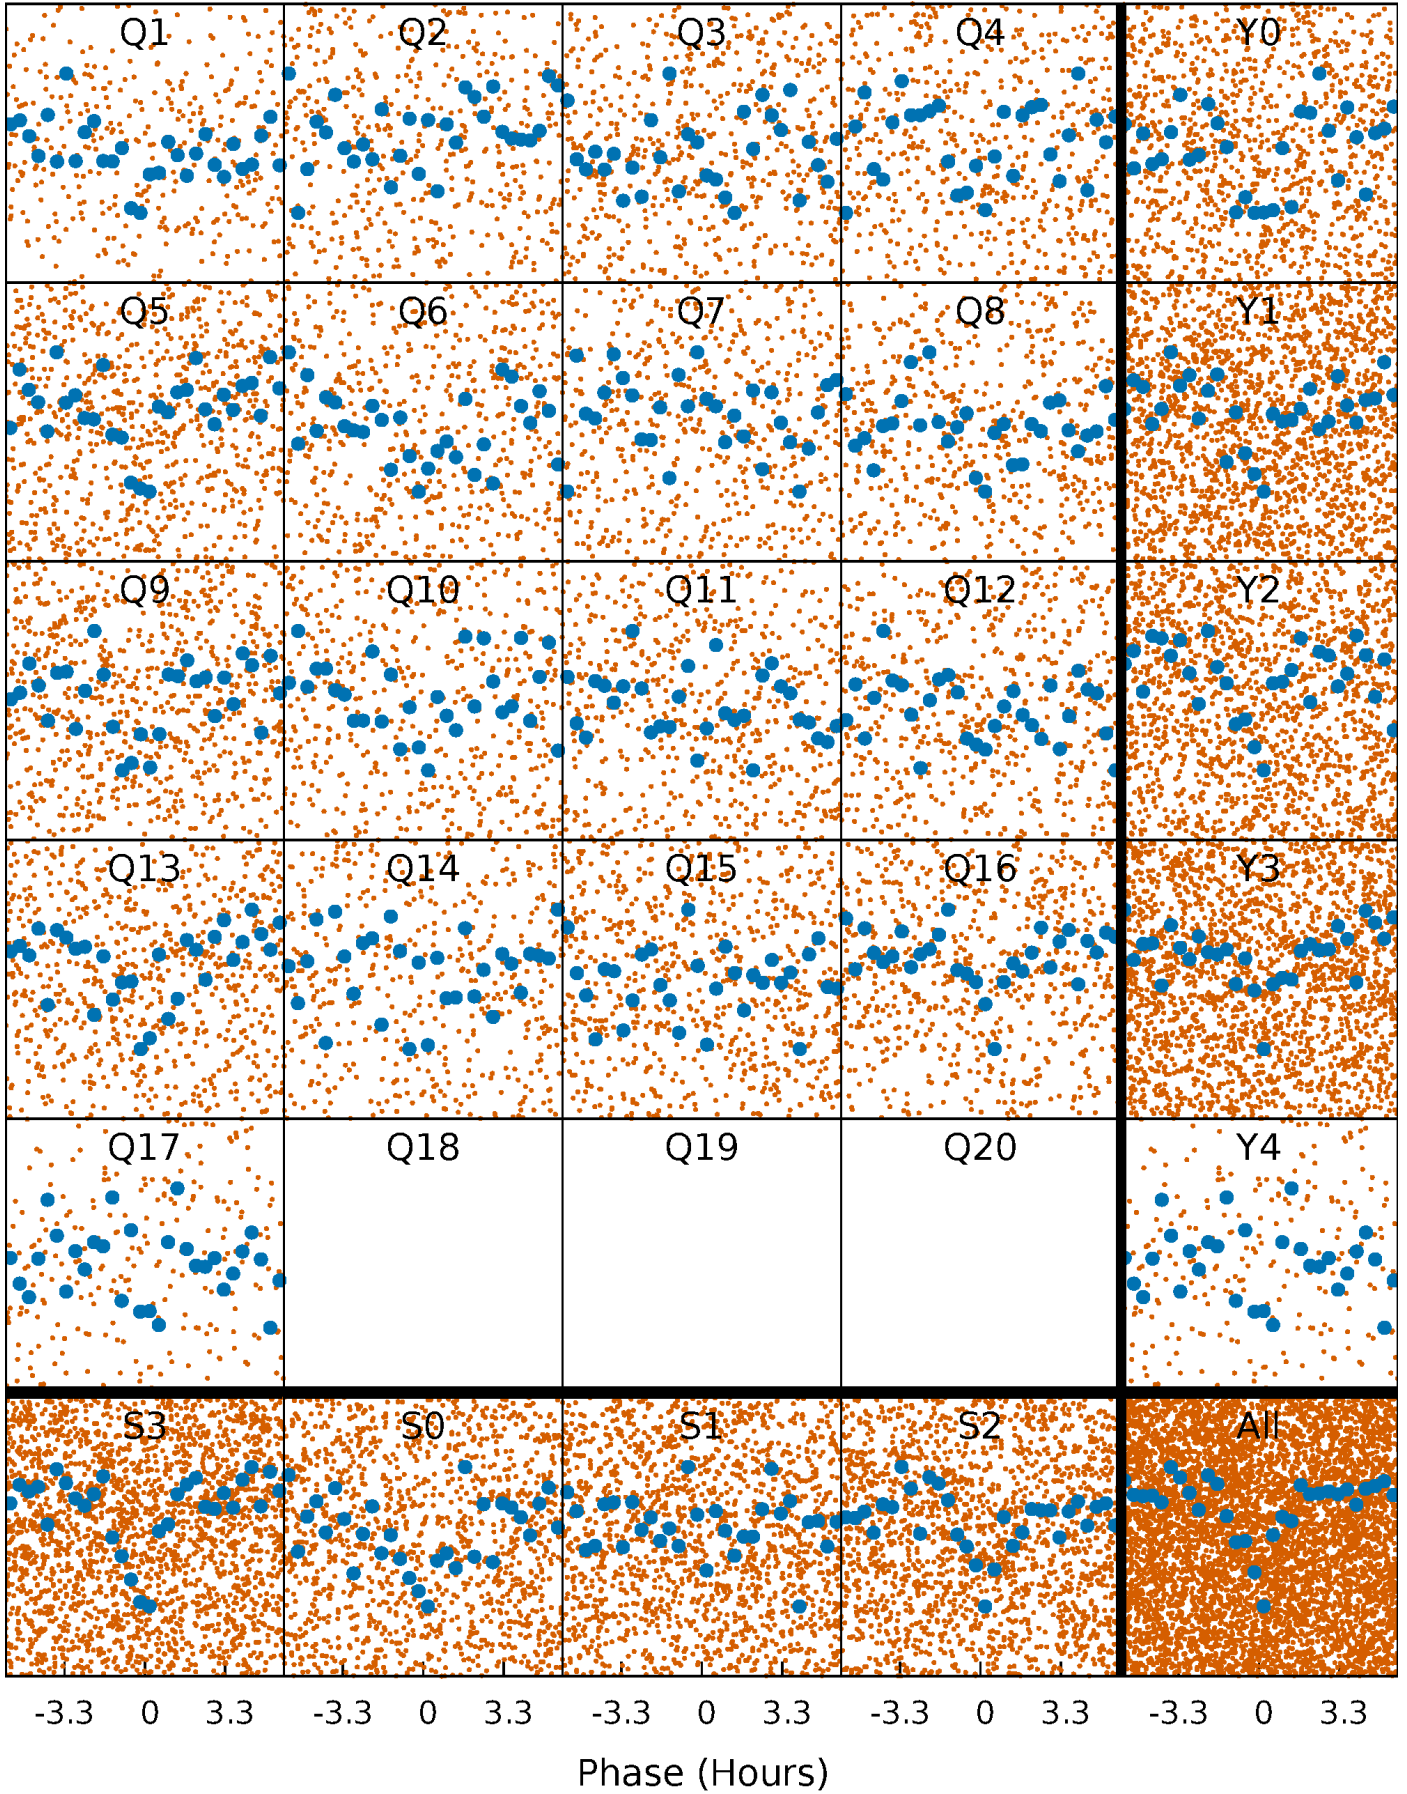 Q1 Q2 Q3 Q4 Y0
Q5 Q6 Q7 Q8 Y1
Q9 Q10 Q11 Q12 Y2
Q13 Q14 Q15 Q16 Y3
Q17 Q18 Q19 Q20 Y4
S3 S0 S1 S2 All
-3.3 0 3.3 -3.3 0 3.3 -3.3 0 3.3 -3.3 0 3.3 -3.3 0 3.3
Phase (Hours)